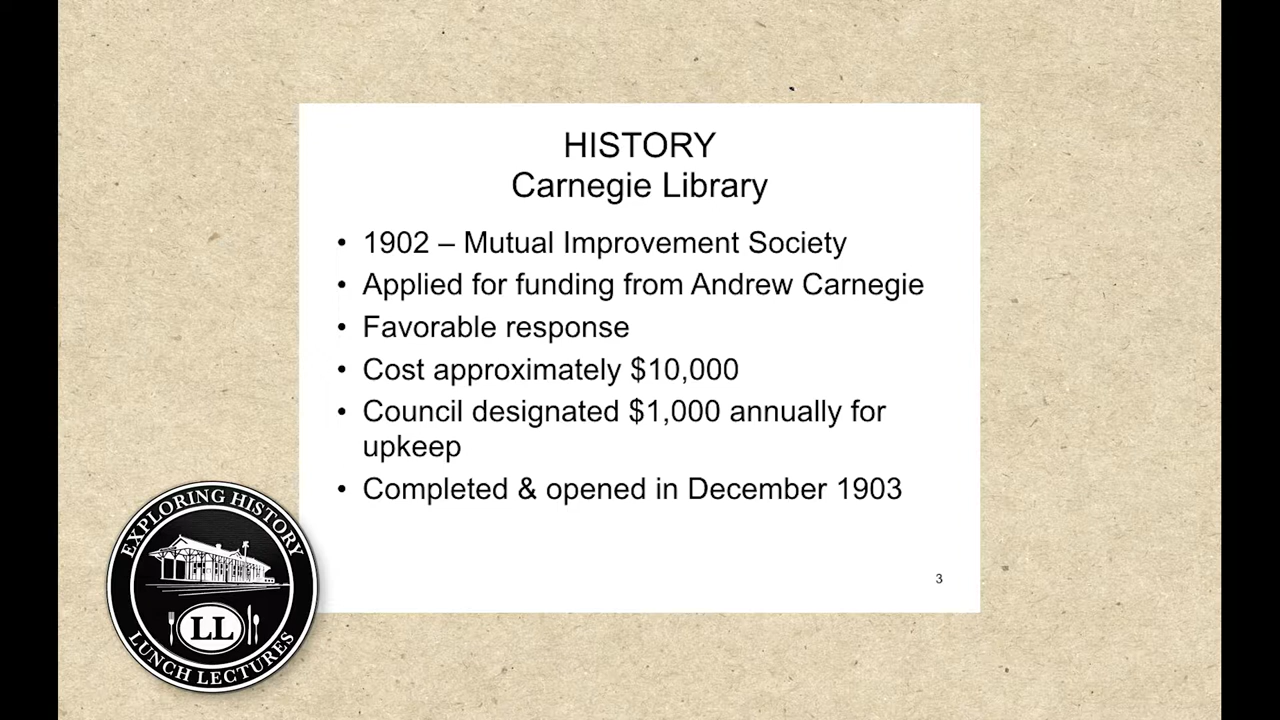 HISTORY
Carnegie Library
• 1902 – Mutual Improvement Society
• Applied for funding from Andrew Carnegie
• Favorable response
• Cost approximately $10,000
• Council designated $1,000 annually for
upkeep
• Completed & opened in December 1903
3
EXPLORING HISTORY
LL
LUNCH LECTURES